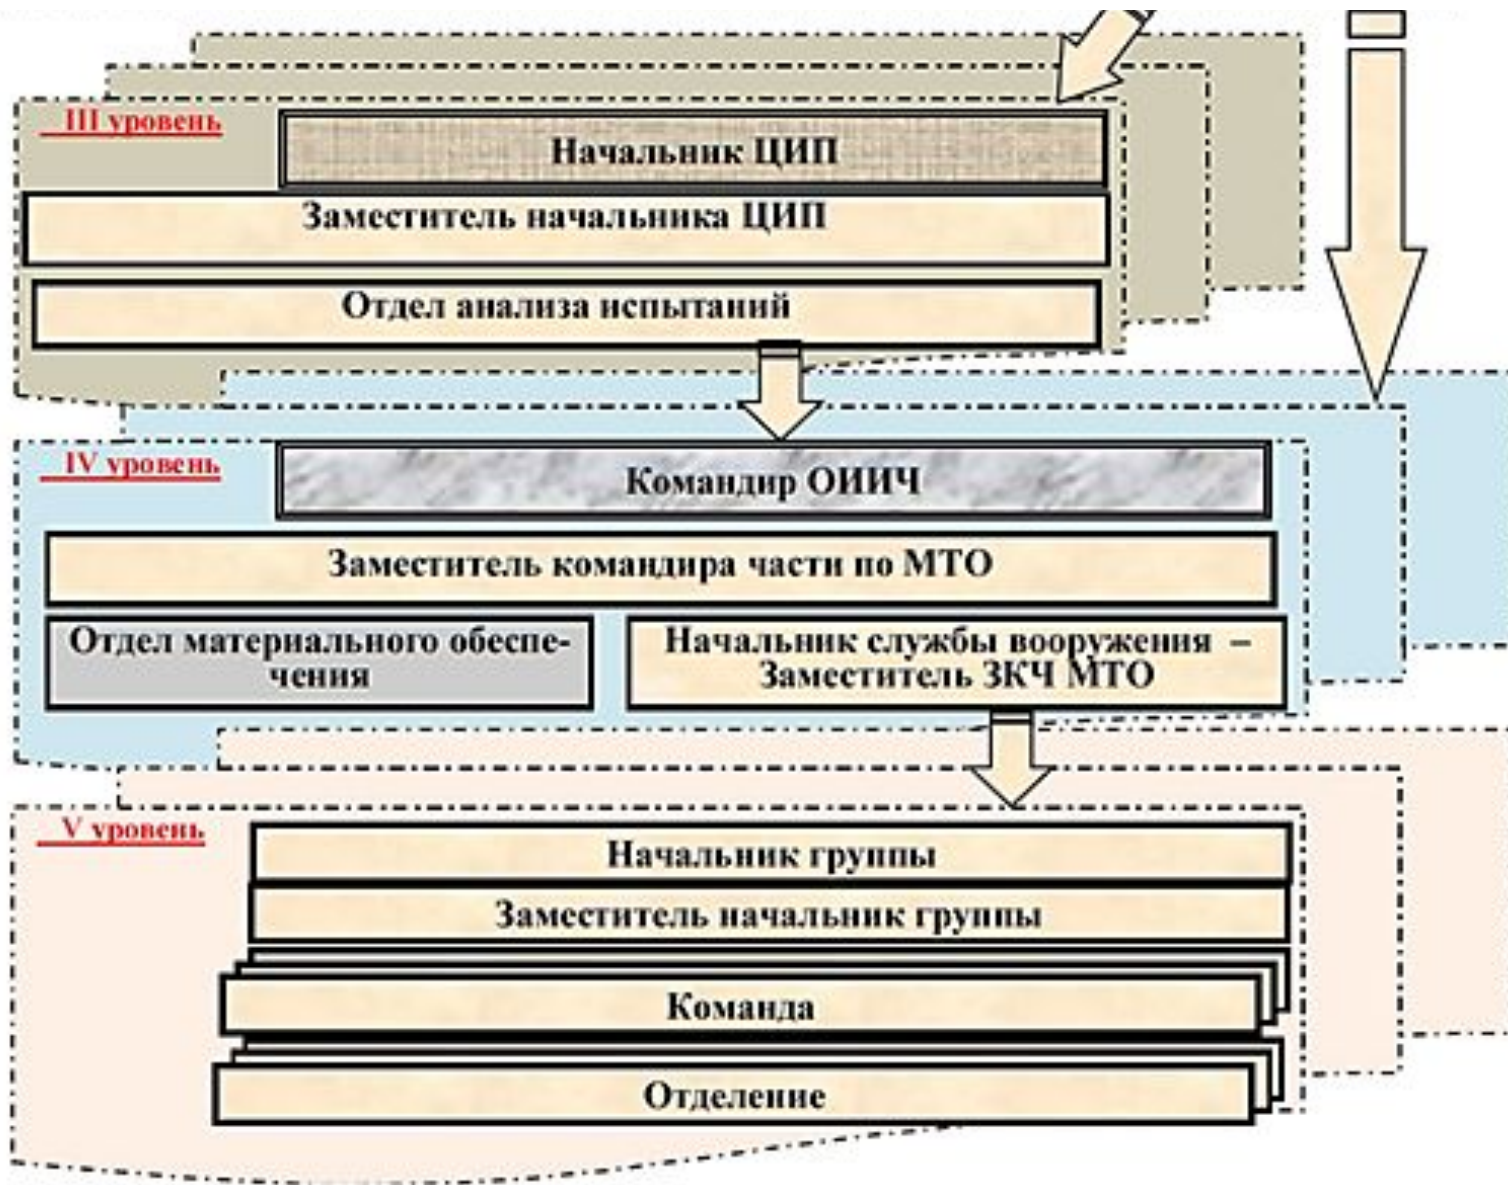 III уровень
Начальник ЦИП
Заместитель начальника ЦИП
Отдел анализа испытаний
IV уровень
Командир ОИИЧ
Заместитель командира части по МТО
Отдел материального обеспе-
чения
Начальник службы вооружения –
Заместитель ЗКЧ МТО
V уровень
Начальник группы
Заместитель начальник группы
Команда
Отделение